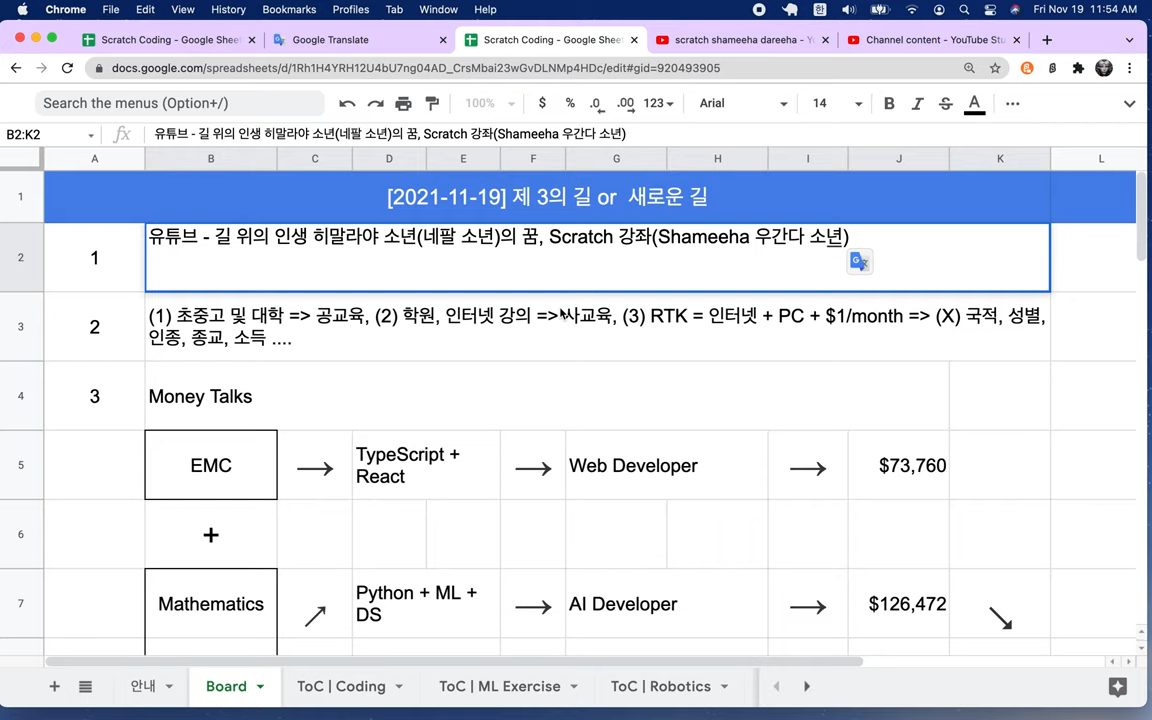 Chrome File Edit View History Bookmarks Profiles Tab Window Help 한 Fri Nov 19 11:54 AM
Scratch Coding - Google Sheet × Google Translate × Scratch Coding - Google Sheet × scratch shameeha dareeha - Y × Channel content - YouTube Stu ×
docs.google.com/spreadsheets/d/1Rh1H4YRH12U4bU7ng04AD_CrsMbai23wGvDLNMp4HDc/edit#gid=920493905
Search the menus (Option+/) 100% $ % .0 .00 123 Arial 14 B I S A
B2:K2 fx 유튜브 - 길 위의 인생 히말라야 소년(네팔 소년)의 꿈, Scratch 강좌(Shameeha 우간다 소년)
A B C D E F G H I J K L
1 [2021-11-19] 제 3의 길 or 새로운 길
2 1 유튜브 - 길 위의 인생 히말라야 소년(네팔 소년)의 꿈, Scratch 강좌(Shameeha 우간다 소년)
3 2 (1) 초중고 및 대학 => 공교육, (2) 학원, 인터넷 강의 => 사교육, (3) RTK = 인터넷 + PC + $1/month => (X) 국적, 성별,
인종, 종교, 소득 ....
4 3 Money Talks
5 EMC → TypeScript +
React → Web Developer → $73,760
6 +
7 Mathematics ↗ Python + ML +
DS → AI Developer → $126,472 ↘
+ 안내 Board ToC | Coding ToC | ML Exercise ToC | Robotics